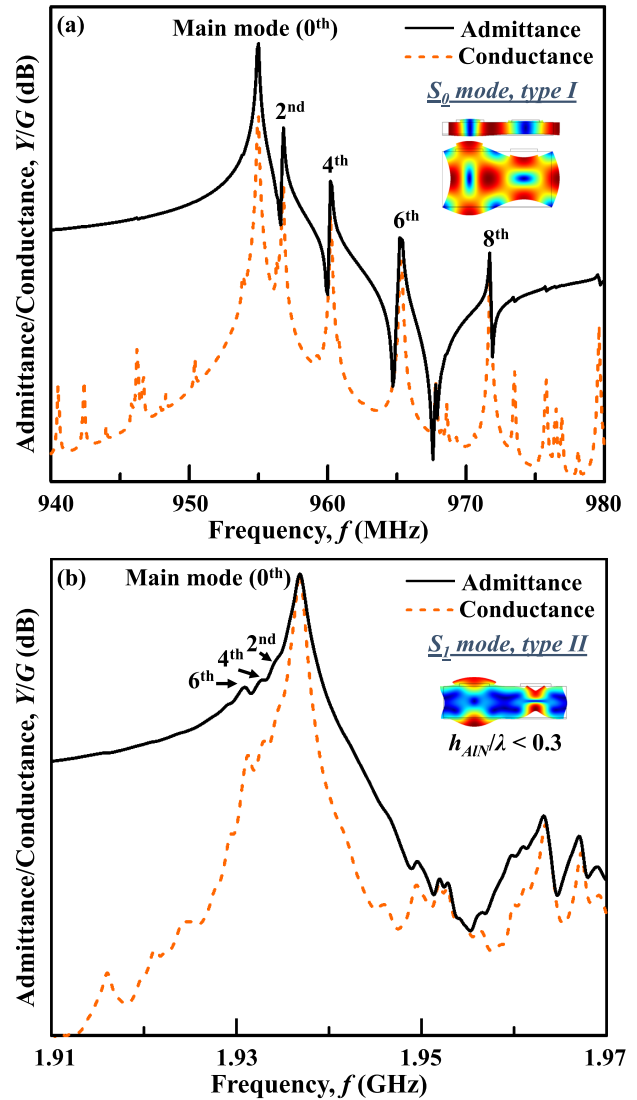 (a)
Main mode (0th)
Admittance
Conductance
S0 mode, type I
2nd
4th
6th
8th
Admittance/Conductance, Y/G (dB)
940 950 960 970 980
Frequency, f (MHz)
(b) Main mode (0th)
Admittance
Conductance
S1 mode, type II
2nd
4th
6th
hAlN/λ < 0.3
Admittance/Conductance, Y/G (dB)
1.91 1.93 1.95 1.97
Frequency, f (GHz)